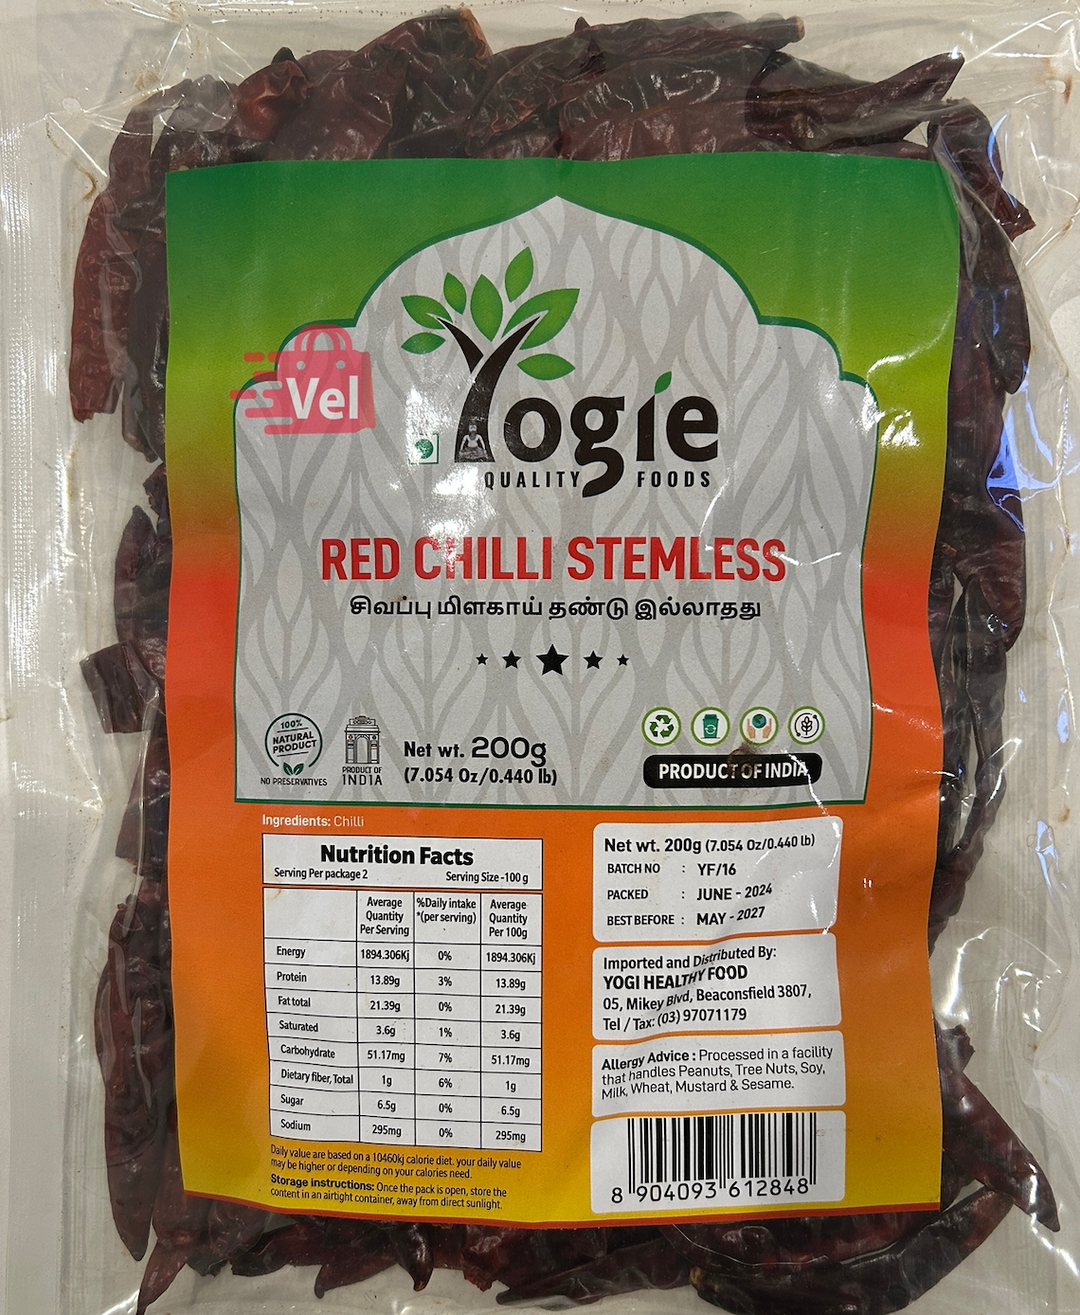 Vel
Yogie
QUALITY FOODS
RED CHILLI STEMLESS
சிவப்பு மிளகாய் தண்டு இல்லாதது
100%
NATURAL
PRODUCT
NO PRESERVATIVES
PRODUCT OF
INDIA
Net wt. 200g
(7.054 Oz/0.440 lb)
PRODUCT OF INDIA
Ingredients: Chilli
Nutrition Facts
Serving Per package 2 Serving Size -100 g
Average Quantity Per Serving %Daily intake *(per serving) Average Quantity Per 100g
Energy 1894.306Kj 0% 1894.306Kj
Protein 13.89g 3% 13.89g
Fat total 21.39g 0% 21.39g
Saturated 3.6g 1% 3.6g
Carbohydrate 51.17mg 7% 51.17mg
Dietary fiber, Total 1g 6% 1g
Sugar 6.5g 0% 6.5g
Sodium 295mg 0% 295mg
Daily value are based on a 10460kj calorie diet. your daily value
may be higher or depending on your calories need.
Storage instructions: Once the pack is open, store the
content in an airtight container, away from direct sunlight.
Net wt. 200g (7.054 Oz/0.440 lb)
BATCH NO : YF/16
PACKED : JUNE - 2024
BEST BEFORE : MAY - 2027
Imported and Distributed By:
YOGI HEALTHY FOOD
05, Mikey Blvd, Beaconsfield 3807,
Tel / Tax: (03) 97071179
Allergy Advice : Processed in a facility
that handles Peanuts, Tree Nuts, Soy,
Milk, Wheat, Mustard & Sesame.
8 904093 612848